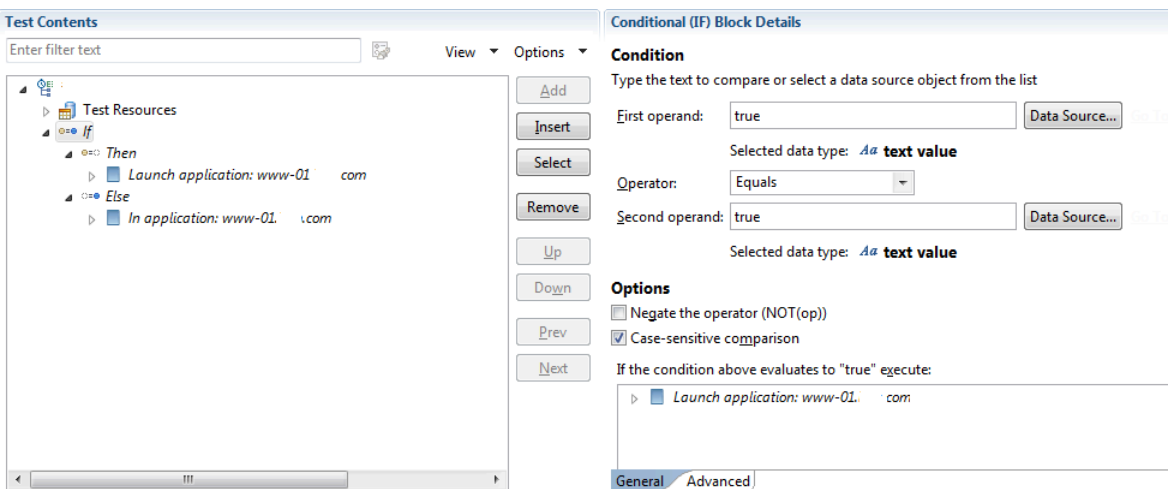 Test Contents
Enter filter text
View
Options
Test Resources
If
Then
Launch application: www-01 com
Else
In application: www-01. .com
Add
Insert
Select
Remove
Up
Down
Prev
Next
Conditional (IF) Block Details
Condition
Type the text to compare or select a data source object from the list
First operand: true Data Source...
Selected data type: Aa text value
Operator: Equals
Second operand: true Data Source...
Selected data type: Aa text value
Options
Negate the operator (NOT(op))
Case-sensitive comparison
If the condition above evaluates to "true" execute:
Launch application: www-01. com
General Advanced